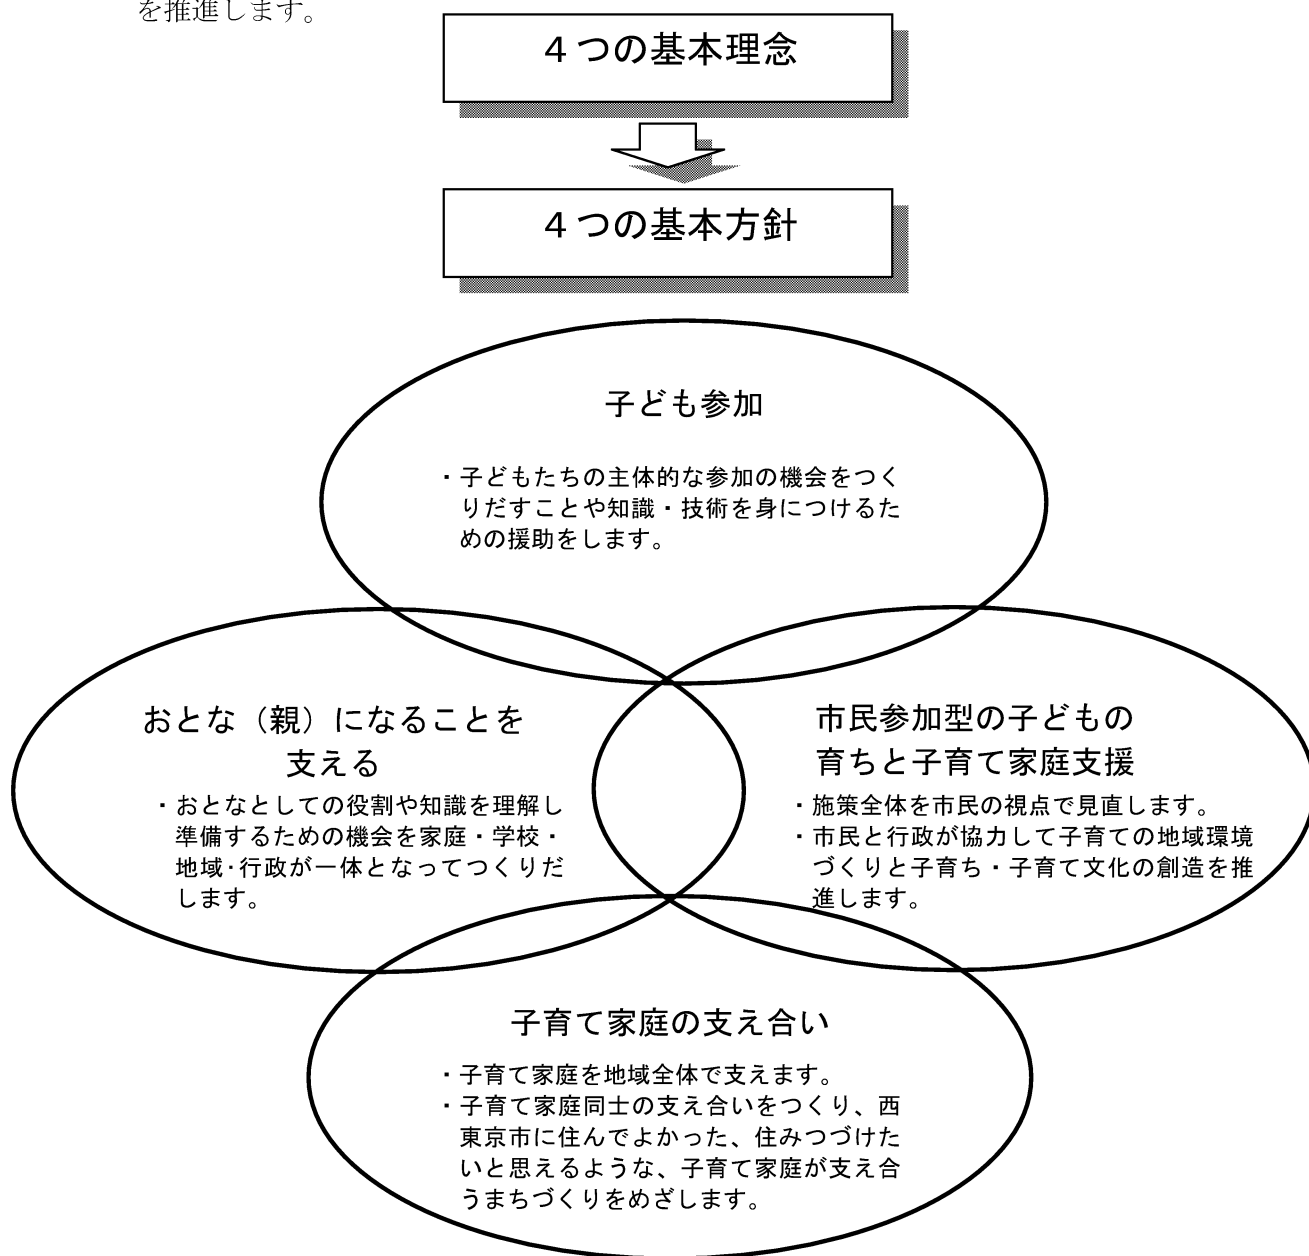 を推進します。
４つの基本理念
４つの基本方針
子ども参加
・子どもたちの主体的な参加の機会をつく
りだすことや知識・技術を身につけるた
めの援助をします。
おとな（親）になることを
支える
・おとなとしての役割や知識を理解し
準備するための機会を家庭・学校・
地域・行政が一体となってつくりだ
します。
市民参加型の子どもの
育ちと子育て家庭支援
・施策全体を市民の視点で見直します。
・市民と行政が協力して子育ての地域環境
づくりと子育ち・子育て文化の創造を推
進します。
子育て家庭の支え合い
・子育て家庭を地域全体で支えます。
・子育て家庭同士の支え合いをつくり、西
東京市に住んでよかった、住みつづけた
いと思えるような、子育て家庭が支え合
うまちづくりをめざします。